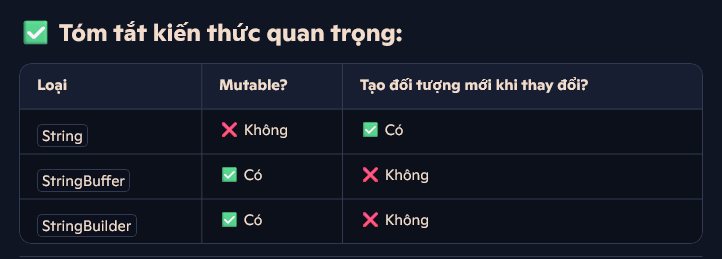 ✅ Tóm tắt kiến thức quan trọng:
Loại Mutable? Tạo đối tượng mới khi thay đổi?
String ❌ Không ✅ Có
StringBuffer ✅ Có ❌ Không
StringBuilder ✅ Có ❌ Không